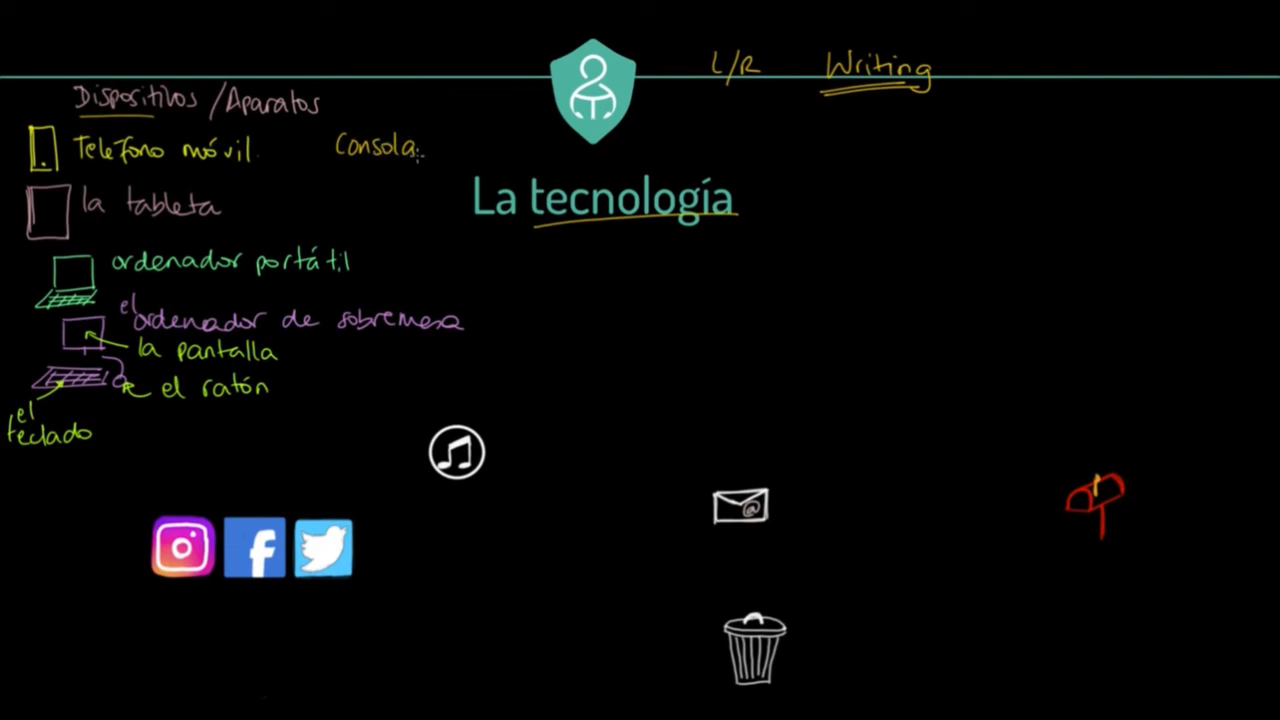 L/R Writing
Dispositivos / Aparatos
Teléfono móvil
Consola
La tecnología
la tableta
ordenador portátil
el ordenador de sobremesa
la pantalla
el ratón
el teclado